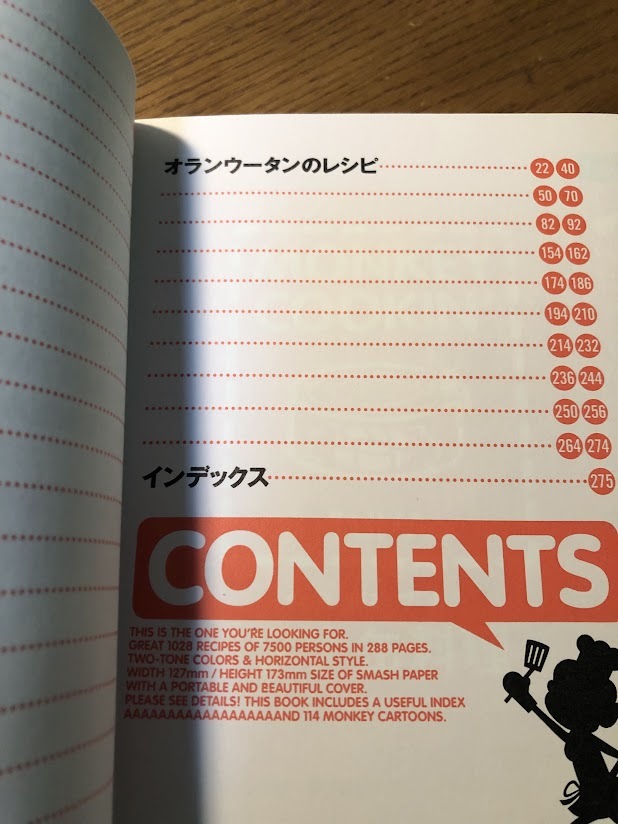 オランウータンのレシピ 22 40
50 70
82 92
154 162
174 186
194 210
214 232
236 244
250 256
264 274
インデックス 275
CONTENTS
THIS IS THE ONE YOU'RE LOOKING FOR.
GREAT 1028 RECIPES OF 7500 PERSONS IN 288 PAGES.
TWO-TONE COLORS & HORIZONTAL STYLE.
WIDTH 127mm / HEIGHT 173mm SIZE OF SMASH PAPER
WITH A PORTABLE AND BEAUTIFUL COVER.
PLEASE SEE DETAILS! THIS BOOK INCLUDES A USEFUL INDEX
AAAAAAAAAAAAAAAAAAAND 114 MONKEY CARTOONS.